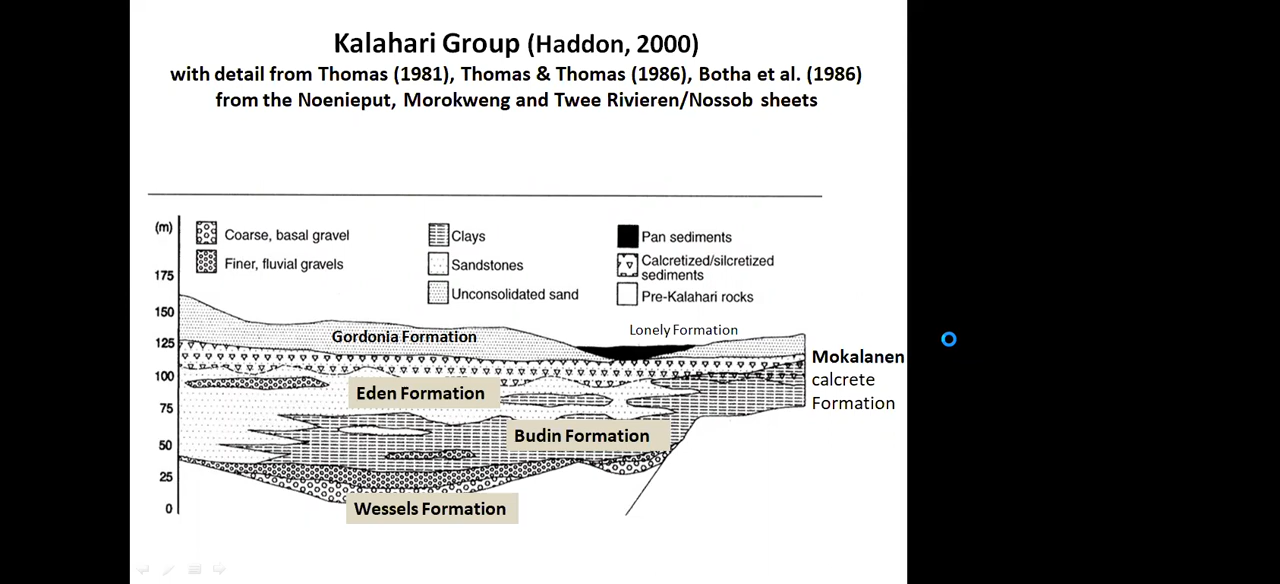 Kalahari Group (Haddon, 2000)
with detail from Thomas (1981), Thomas & Thomas (1986), Botha et al. (1986)
from the Noenieput, Morokweng and Twee Rivieren/Nossob sheets
(m)
175
150
125
100
75
50
25
0
Coarse, basal gravel
Finer, fluvial gravels
Clays
Sandstones
Unconsolidated sand
Pan sediments
Calcretized/silcretized
sediments
Pre-Kalahari rocks
Gordonia Formation
Lonely Formation
Mokalanen
calcrete
Formation
Eden Formation
Budin Formation
Wessels Formation